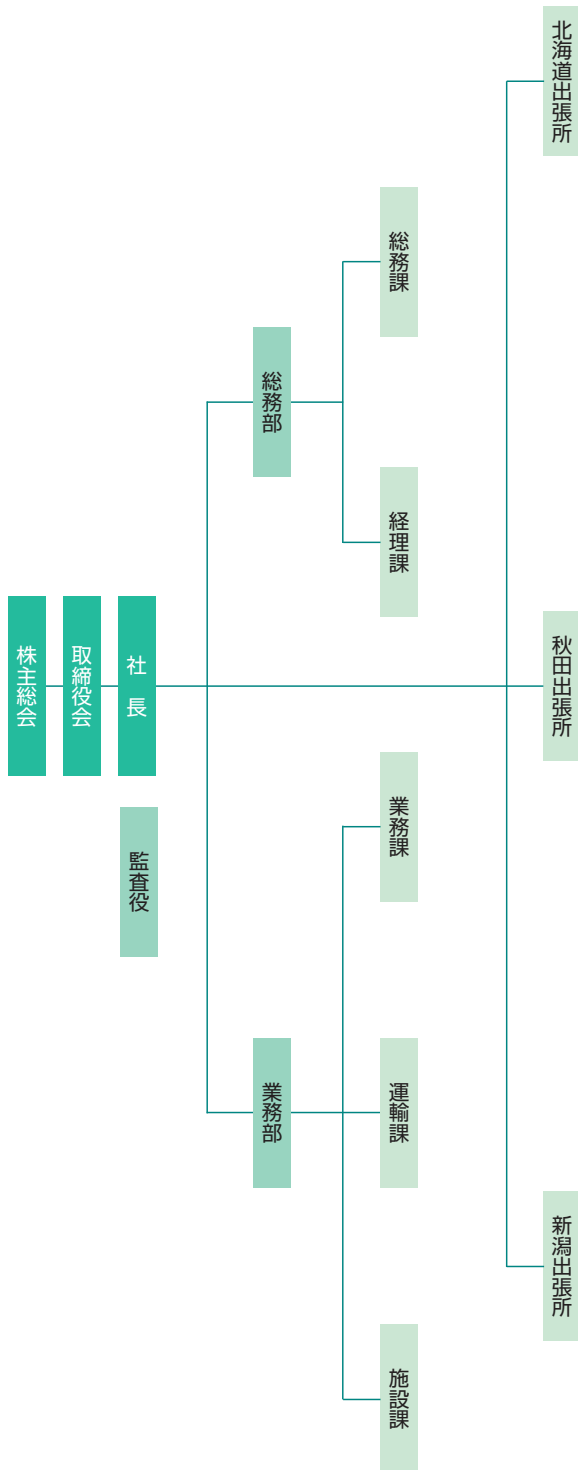 株主総会
取締役会
社長
監査役
総務部
総務課
経理課
業務部
業務課
運輸課
施設課
北海道出張所
秋田出張所
新潟出張所